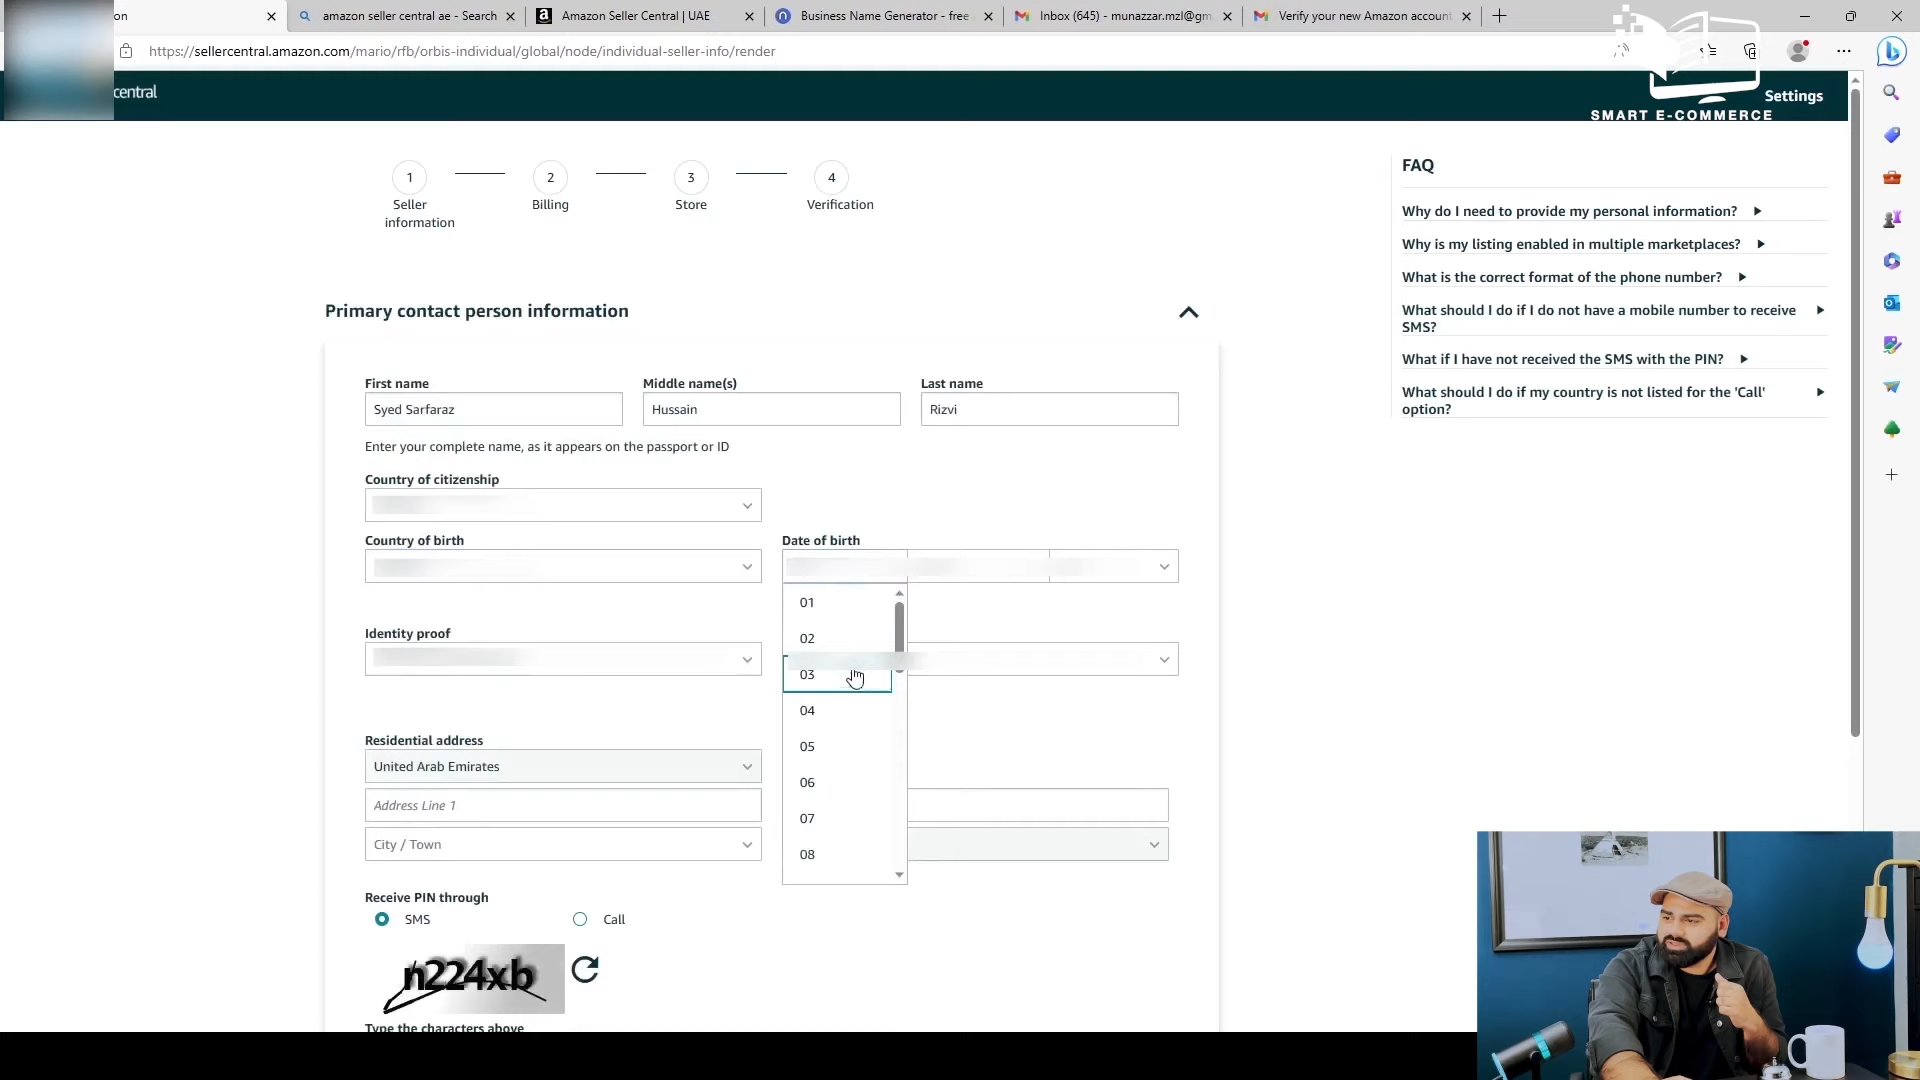 on
amazon seller central ae - Search
Amazon Seller Central | UAE
Business Name Generator - free
Inbox (645) - munazzar.mzl@gm
Verify your new Amazon account
https://sellercentral.amazon.com/mario/rfb/orbis-individual/global/node/individual-seller-info/render
central
Settings
SMART E-COMMERCE
1
2
3
4
Seller information
Billing
Store
Verification
Primary contact person information
First name
Middle name(s)
Last name
Syed Sarfaraz
Hussain
Rizvi
Enter your complete name, as it appears on the passport or ID
Country of citizenship
Country of birth
Date of birth
01
02
03
04
05
06
07
08
Identity proof
Residential address
United Arab Emirates
Address Line 1
City / Town
Receive PIN through
SMS
Call
n224xb
Type the characters above
FAQ
Why do I need to provide my personal information?
Why is my listing enabled in multiple marketplaces?
What is the correct format of the phone number?
What should I do if I do not have a mobile number to receive
SMS?
What if I have not received the SMS with the PIN?
What should I do if my country is not listed for the 'Call'
option?